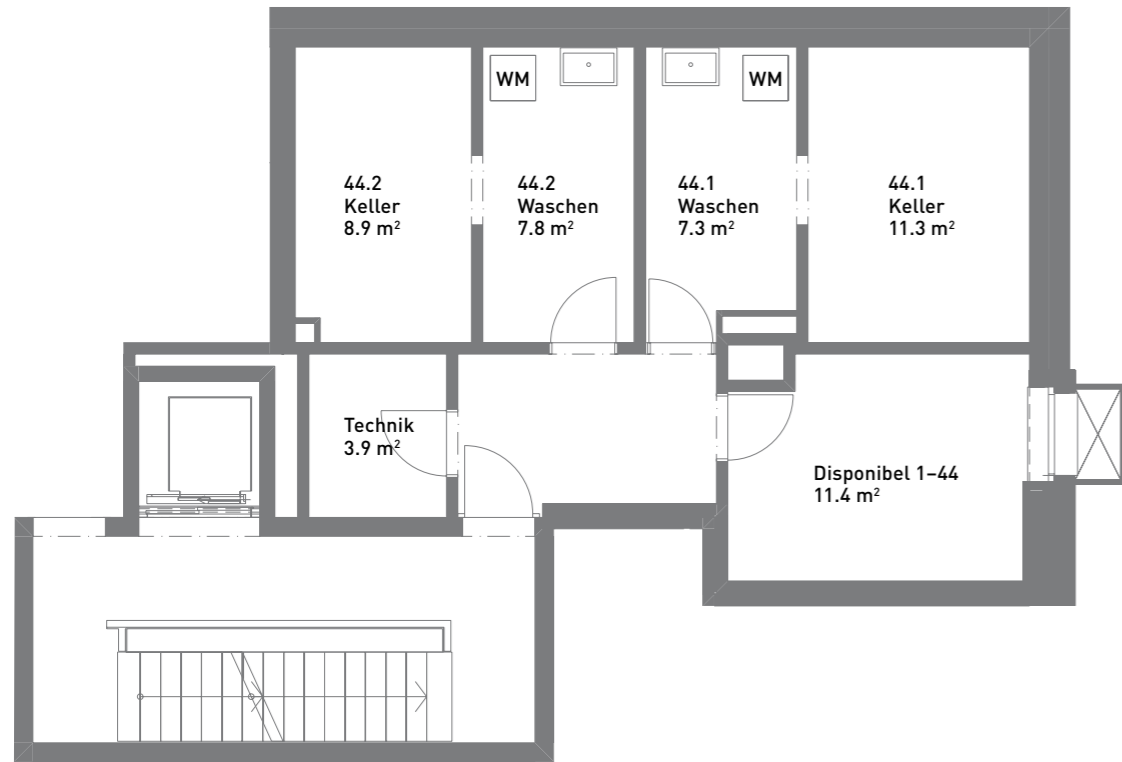 WM
WM
44.2
Keller
8.9 m²
44.2
Waschen
7.8 m²
44.1
Waschen
7.3 m²
44.1
Keller
11.3 m²
Technik
3.9 m²
Disponibel 1–44
11.4 m²